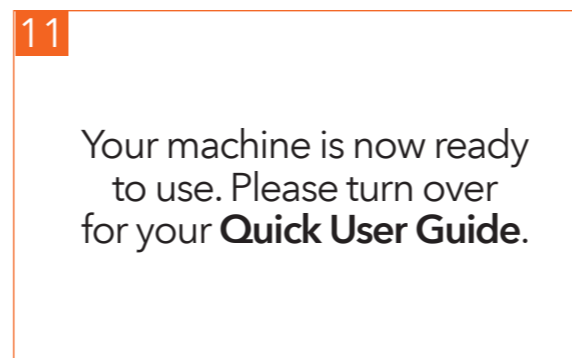 11
Your machine is now ready
to use. Please turn over
for your Quick User Guide.